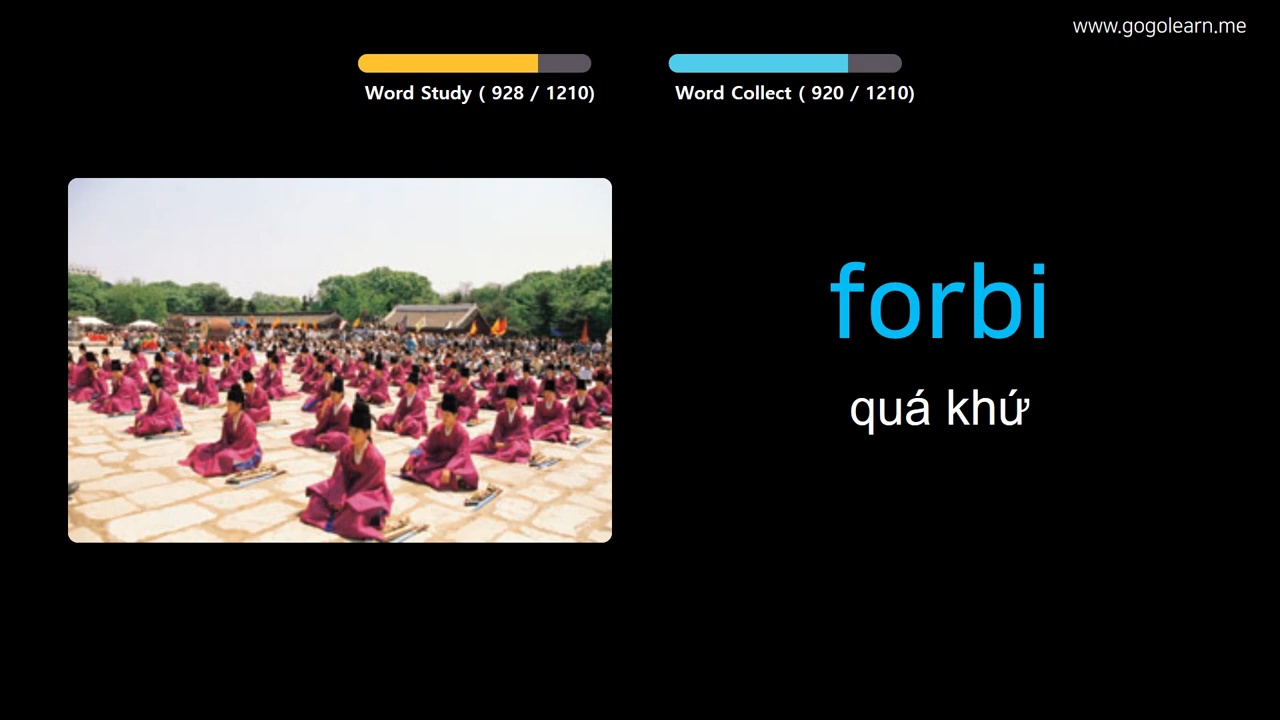 www.gogolearn.me
Word Study ( 928 / 1210)
Word Collect ( 920 / 1210)
forbi
quá khứ